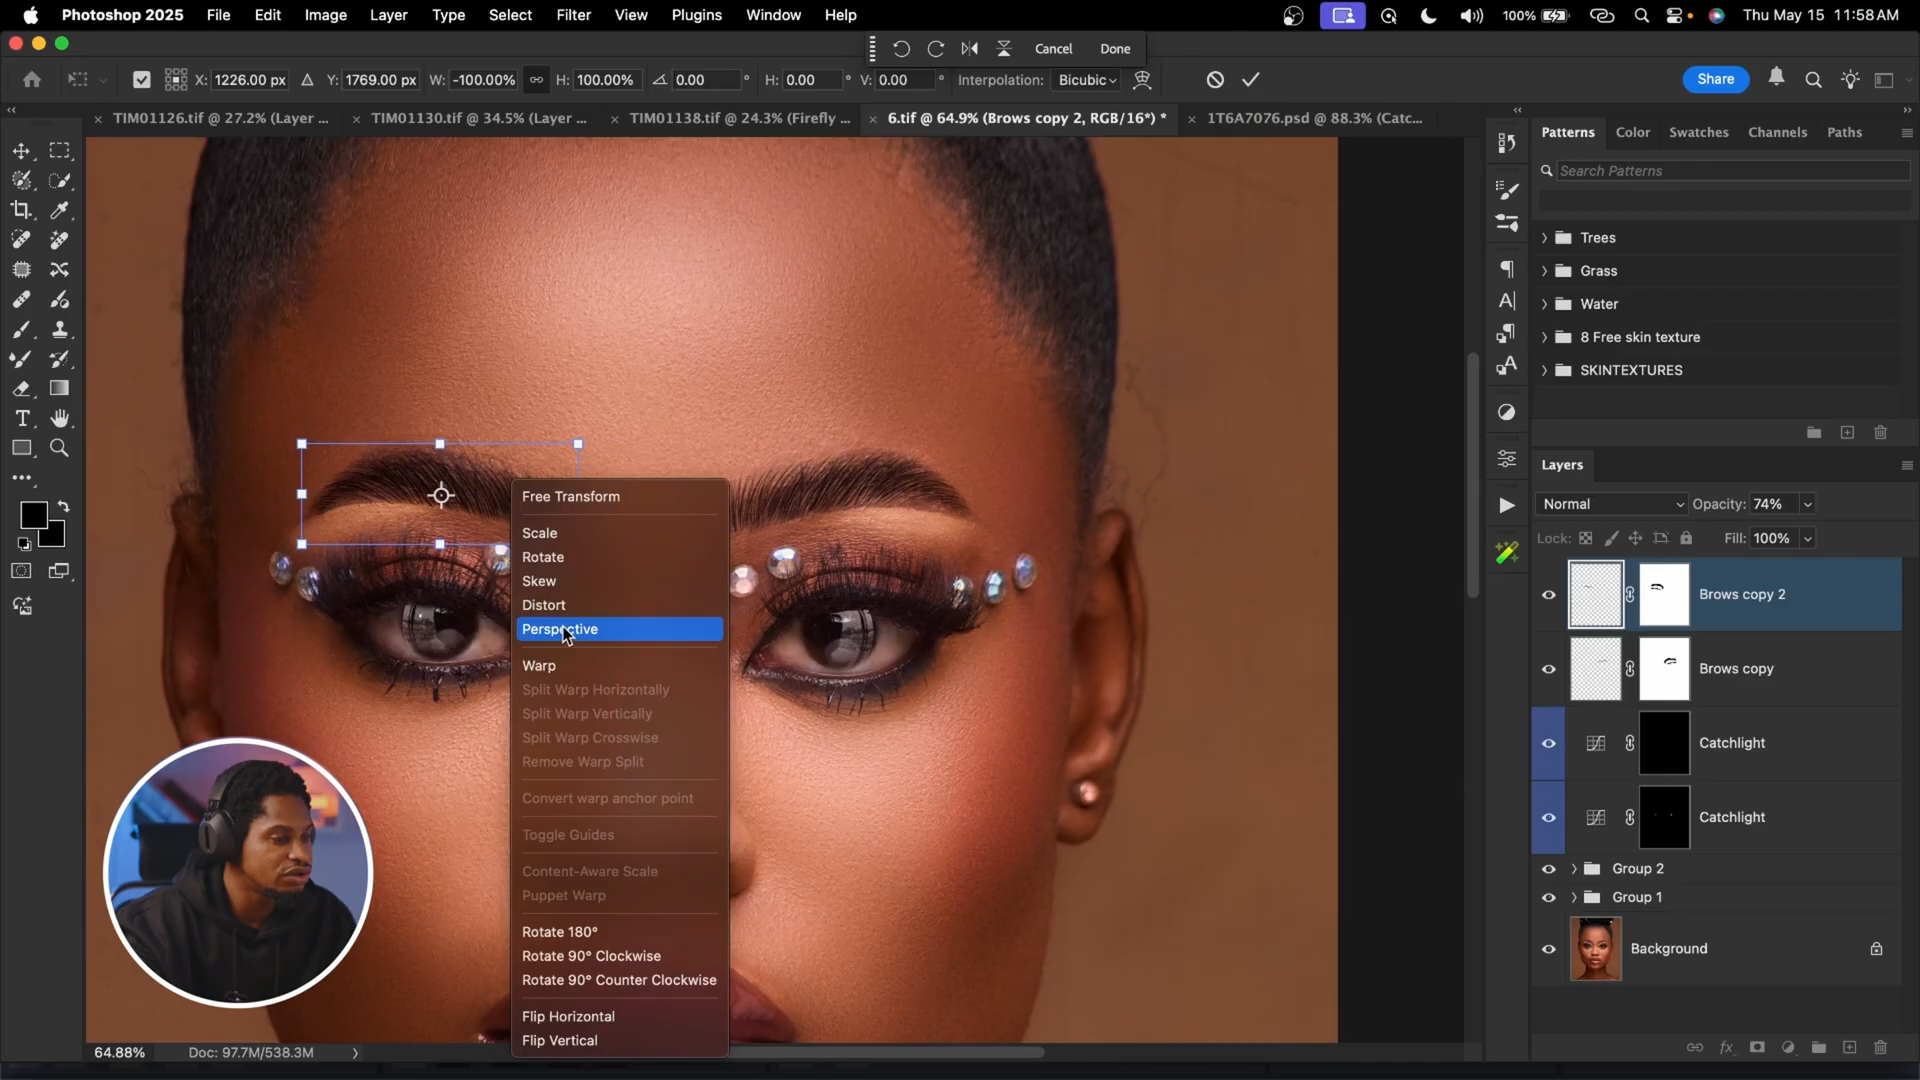 Photoshop 2025 File Edit Image Layer Type Select Filter View Plugins Window Help 100% Thu May 15 11:58 AM
Cancel Done
X: 1226.00 px Y: 1769.00 px W: -100.00% H: 100.00% 0.00 ° H: 0.00 ° V: 0.00 ° Interpolation: Bicubic Share
× TIM01126.tif @ 27.2% (Layer ... × TIM01130.tif @ 34.5% (Layer ... × TIM01138.tif @ 24.3% (Firefly ... × 6.tif @ 64.9% (Brows copy 2, RGB/16*) * × 1T6A7076.psd @ 88.3% (Catc...
Patterns Color Swatches Channels Paths
Search Patterns
Trees
Grass
Water
8 Free skin texture
SKINTEXTURES
Layers
Normal Opacity: 74%
Lock: Fill: 100%
Brows copy 2
Brows copy
Catchlight
Catchlight
Group 2
Group 1
Background
Free Transform
Scale
Rotate
Skew
Distort
Perspective
Warp
Split Warp Horizontally
Split Warp Vertically
Split Warp Crosswise
Remove Warp Split
Convert warp anchor point
Toggle Guides
Content-Aware Scale
Puppet Warp
Rotate 180°
Rotate 90° Clockwise
Rotate 90° Counter Clockwise
Flip Horizontal
Flip Vertical
64.88% Doc: 97.7M/538.3M